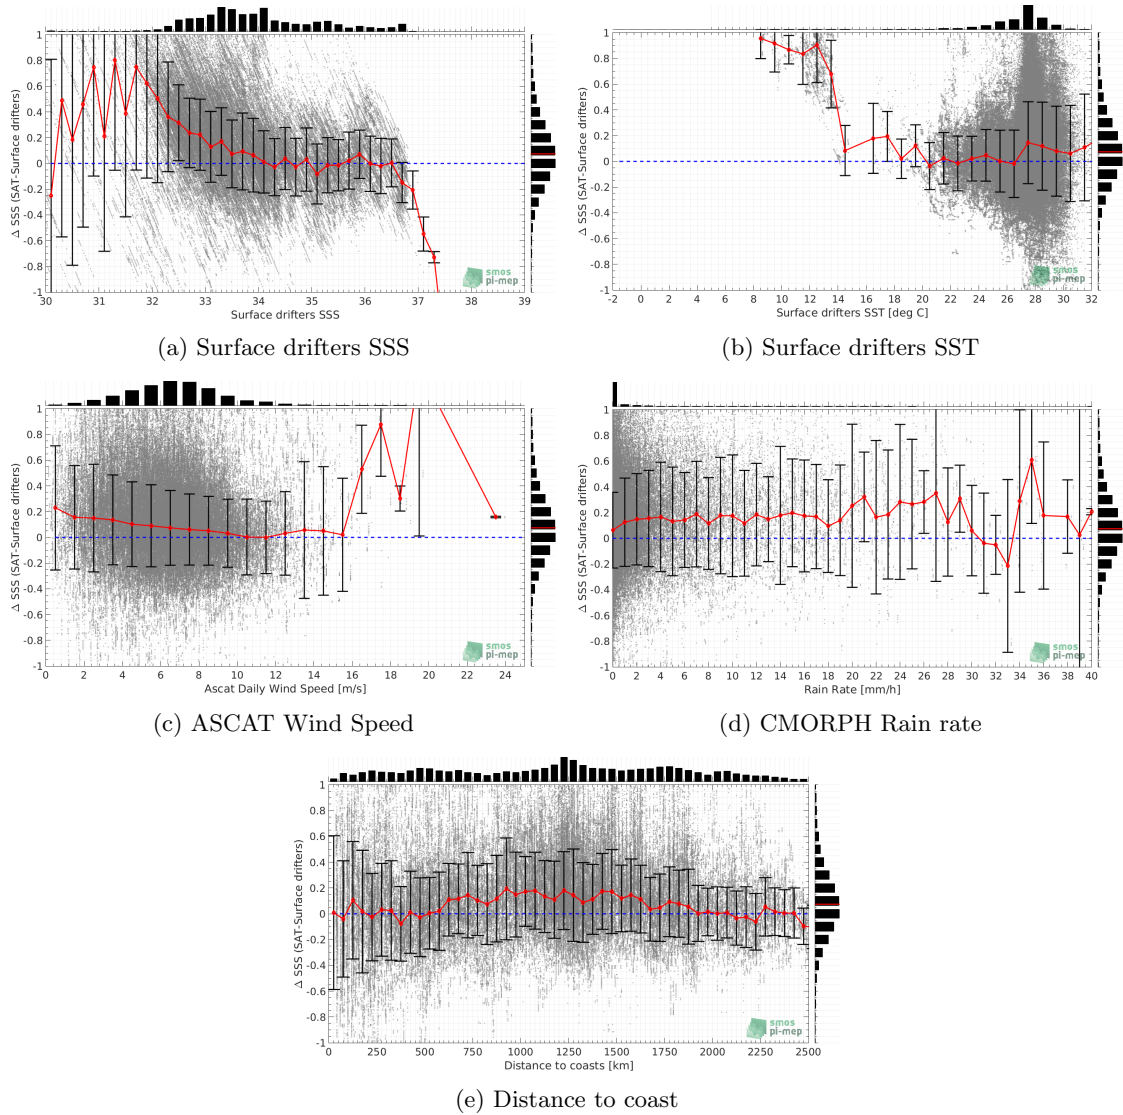 1
0.8
0.6
0.4
0.2
0
-0.2
-0.4
-0.6
-0.8
-1
Δ SSS (SAT-Surface drifters)
30 31 32 33 34 35 36 37 38 39
Surface drifters SSS
smos
pi-mep
(a) Surface drifters SSS
1
0.8
0.6
0.4
0.2
0
-0.2
-0.4
-0.6
-0.8
-1
Δ SSS (SAT-Surface drifters)
-2 0 2 4 6 8 10 12 14 16 18 20 22 24 26 28 30 32
Surface drifters SST [deg C]
smos
pi-mep
(b) Surface drifters SST
1
0.8
0.6
0.4
0.2
0
-0.2
-0.4
-0.6
-0.8
-1
Δ SSS (SAT-Surface drifters)
0 2 4 6 8 10 12 14 16 18 20 22 24
Ascat Daily Wind Speed [m/s]
smos
pi-mep
(c) ASCAT Wind Speed
1
0.8
0.6
0.4
0.2
0
-0.2
-0.4
-0.6
-0.8
-1
Δ SSS (SAT-Surface drifters)
0 2 4 6 8 10 12 14 16 18 20 22 24 26 28 30 32 34 36 38 40
Rain Rate [mm/h]
smos
pi-mep
(d) CMORPH Rain rate
1
0.8
0.6
0.4
0.2
0
-0.2
-0.4
-0.6
-0.8
-1
Δ SSS (SAT-Surface drifters)
0 250 500 750 1000 1250 1500 1750 2000 2250 2500
Distance to coasts [km]
smos
pi-mep
(e) Distance to coast